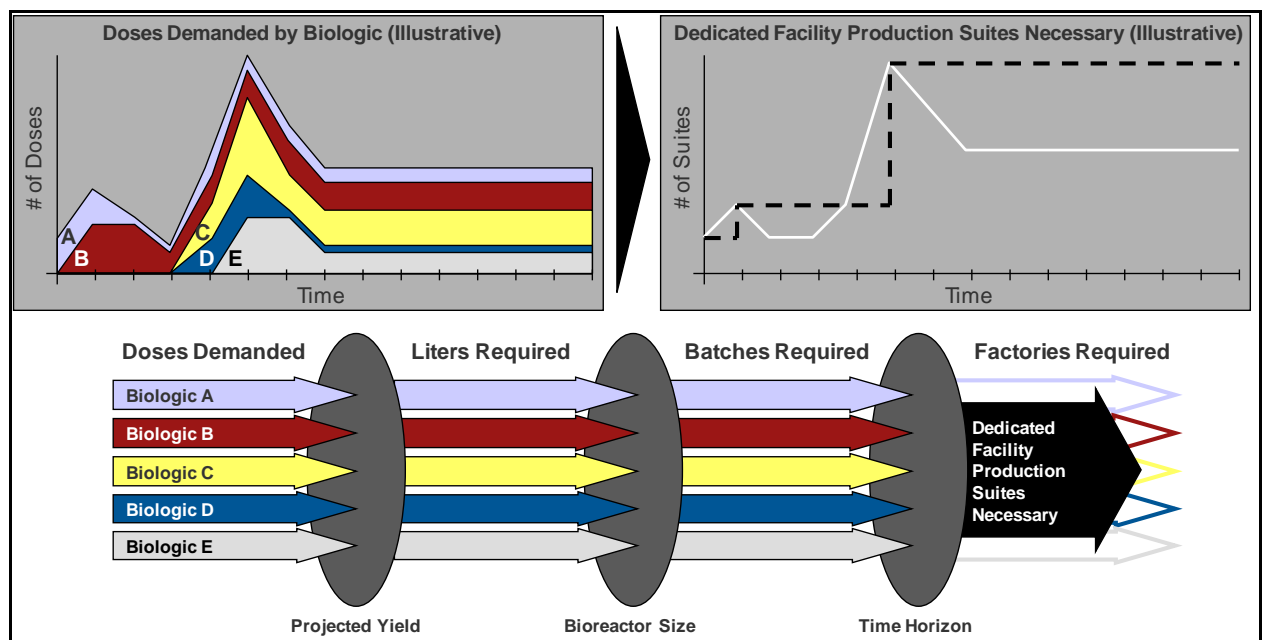 Doses Demanded by Biologic (Illustrative)
# of Doses
A
B
C
D
E
Time
Dedicated Facility Production Suites Necessary (Illustrative)
# of Suites
Time
Doses Demanded
Liters Required
Batches Required
Factories Required
Biologic A
Biologic B
Biologic C
Biologic D
Biologic E
Dedicated
Facility
Production
Suites
Necessary
Projected Yield
Bioreactor Size
Time Horizon